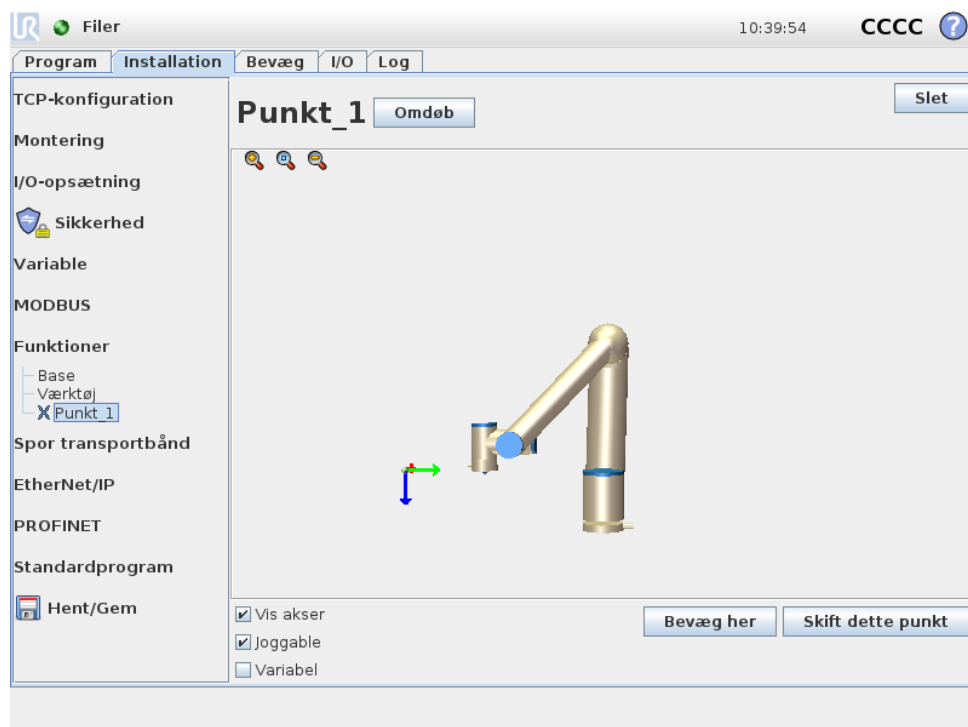 UR Filer 10:39:54 CCCC ?
Program Installation Bevæg I/O Log
TCP-konfiguration
Montering
I/O-opsætning
Sikkerhed
Variable
MODBUS
Funktioner
Base
Værktøj
Punkt_1
Spor transportbånd
EtherNet/IP
PROFINET
Standardprogram
Hent/Gem
Punkt_1 Omdøb Slet
Vis akser
Joggable
Variabel
Bevæg her Skift dette punkt